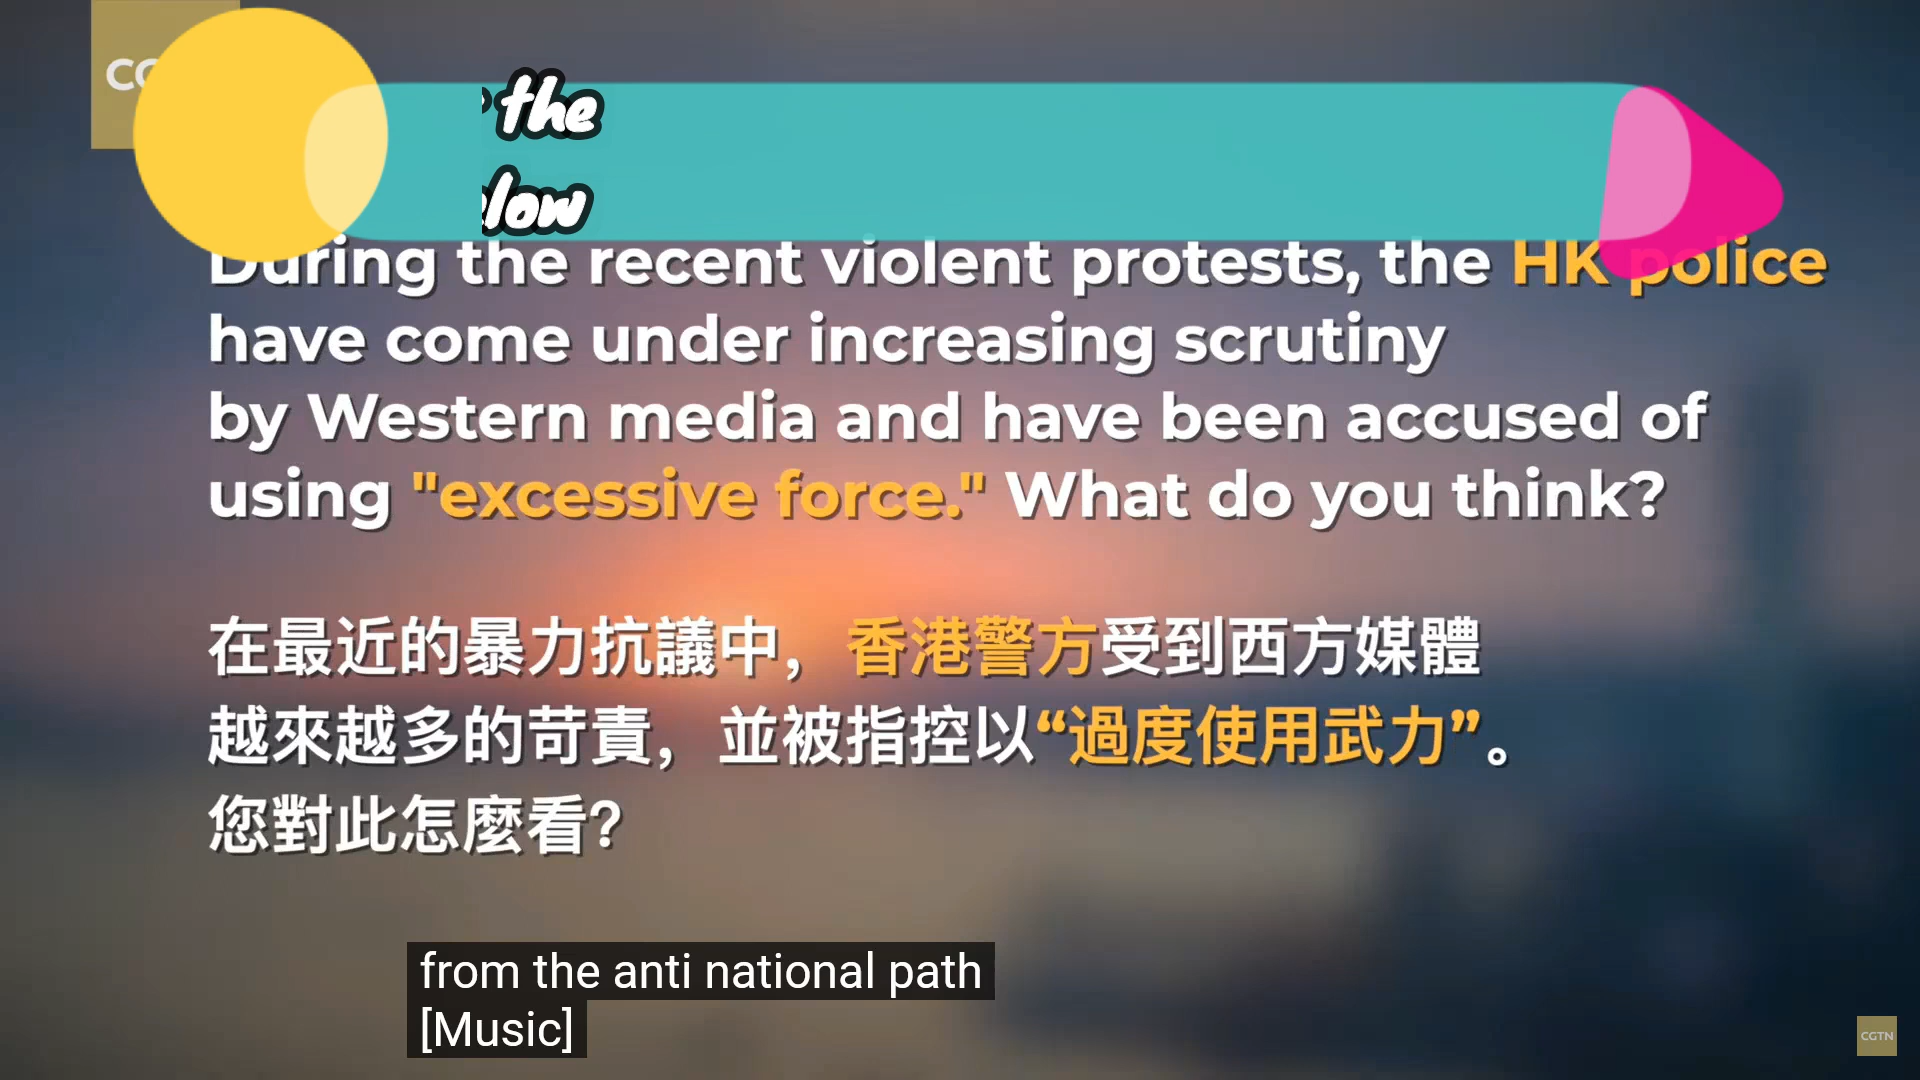 the
low
During the recent violent protests, the HK police
have come under increasing scrutiny
by Western media and have been accused of
using "excessive force." What do you think?
在最近的暴力抗議中，香港警方受到西方媒體
越來越多的苛責，並被指控以“過度使用武力”。
您對此怎麼看？
from the anti national path
[Music]
CGTN